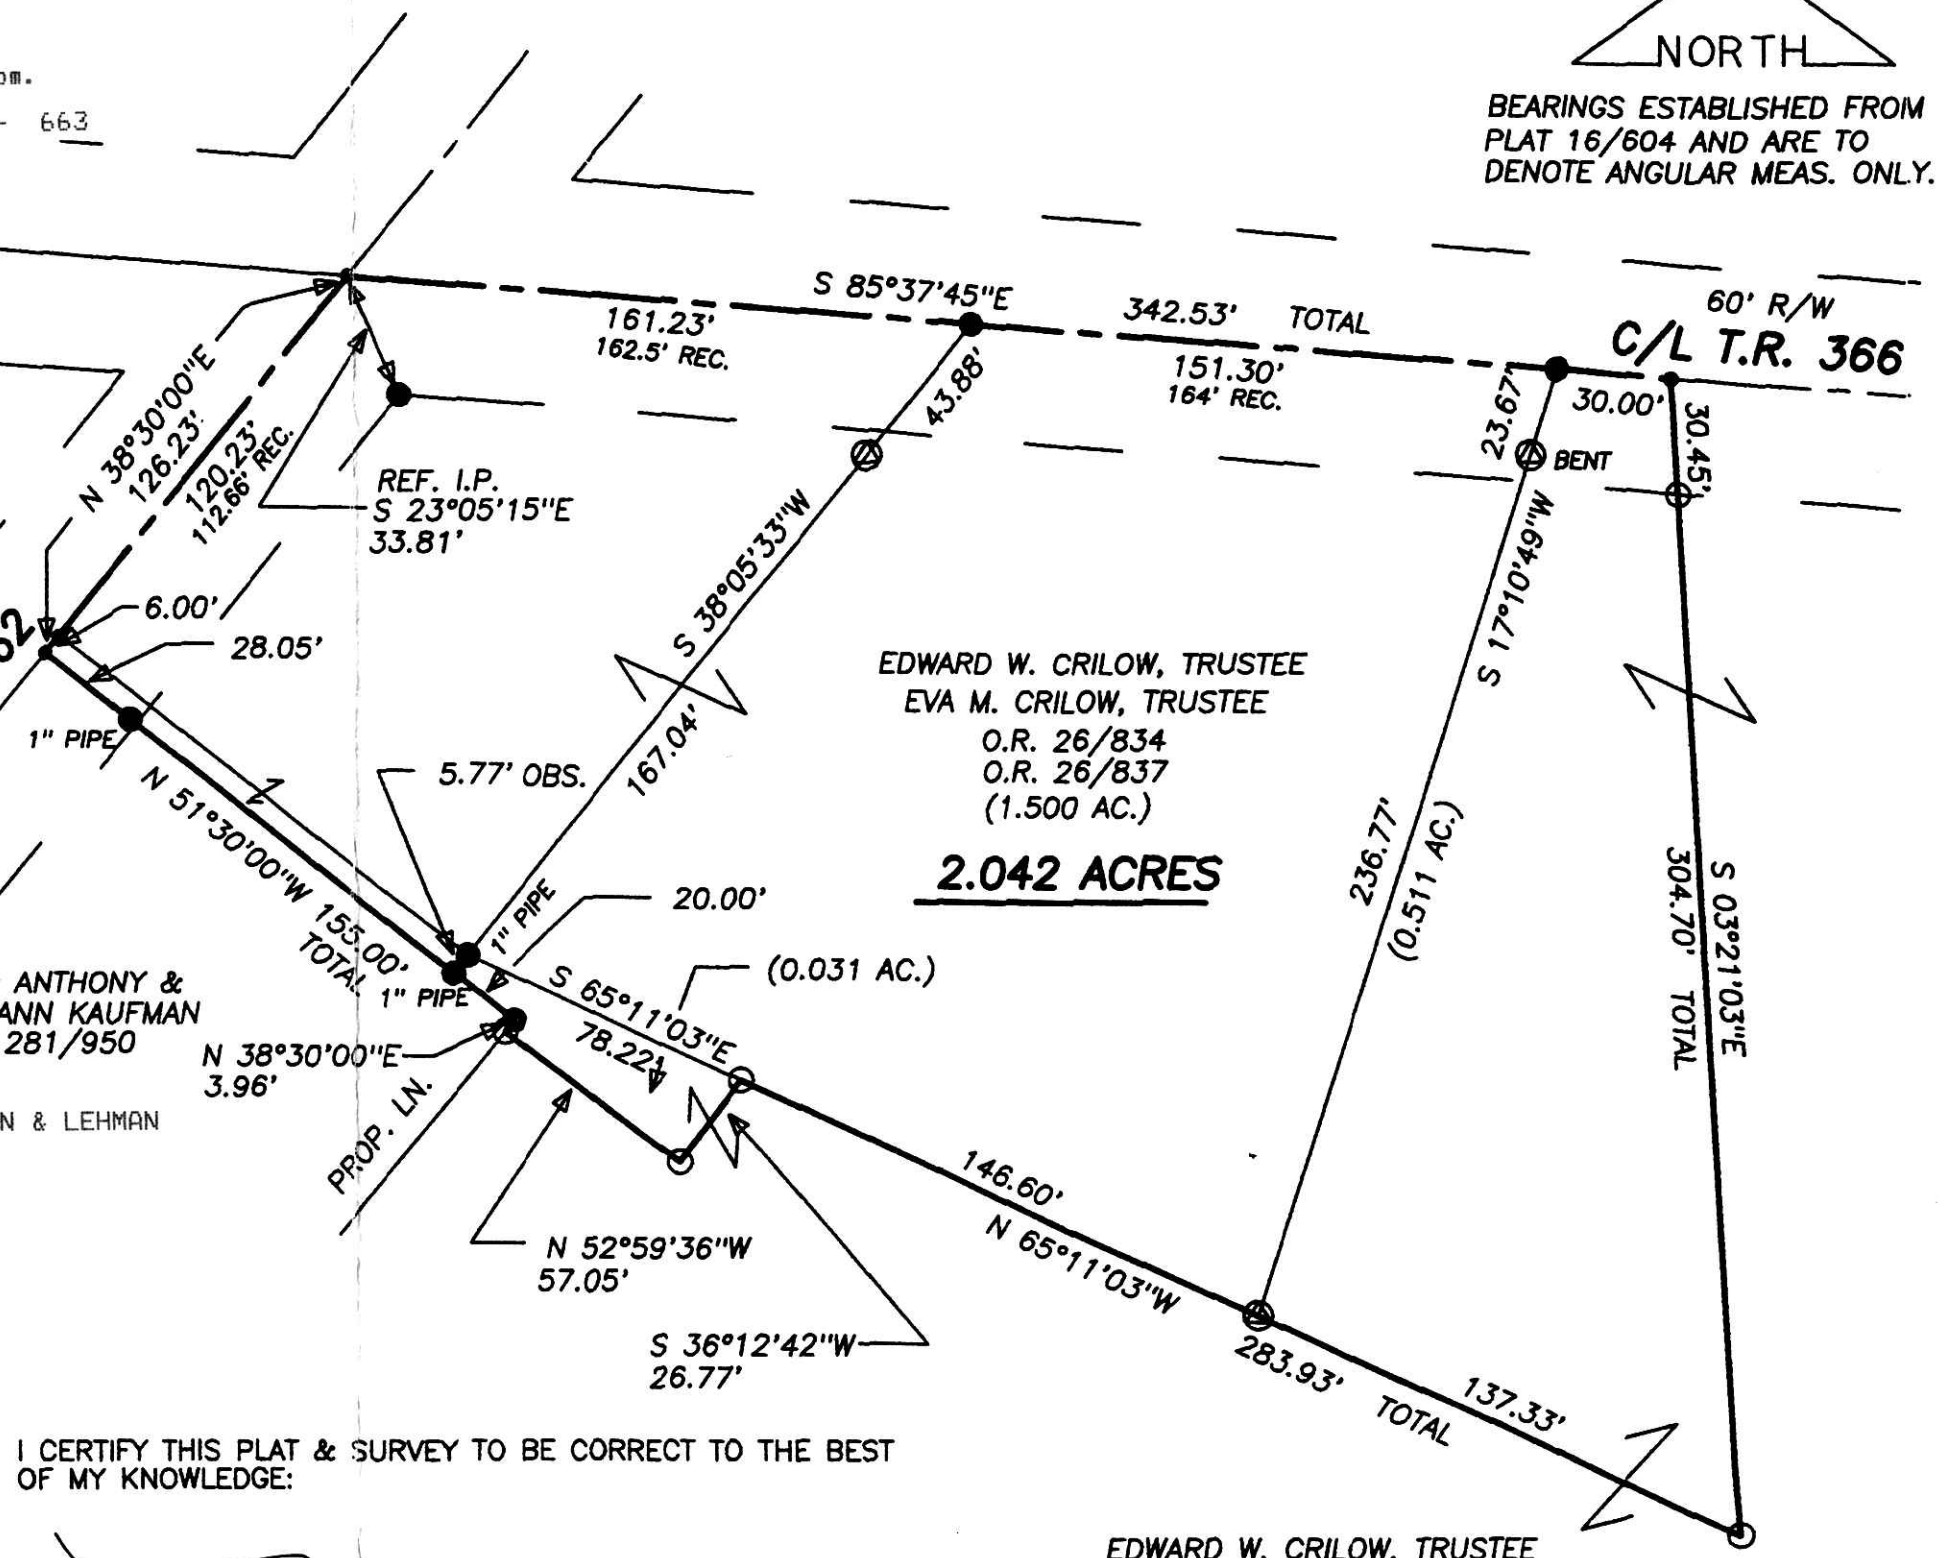 om.
- 663
NORTH
BEARINGS ESTABLISHED FROM
PLAT 16/604 AND ARE TO
DENOTE ANGULAR MEAS. ONLY.
S 85°37'45"E
161.23'
162.5' REC.
342.53' TOTAL
151.30'
164' REC.
60' R/W
C/L T.R. 366
30.00'
23.67'
30.45'
BENT
43.88'
N 38°30'00"E
126.23'
120.23'
112.66' REC.
REF. I.P.
S 23°05'15"E
33.81'
S 38°05'33"W
167.04'
S 17°10'49"W
236.77'
(0.511 AC.)
62
6.00'
28.05'
1" PIPE
EDWARD W. CRILOW, TRUSTEE
EVA M. CRILOW, TRUSTEE
O.R. 26/834
O.R. 26/837
(1.500 AC.)
2.042 ACRES
S 03°21'03"E
304.70' TOTAL
N 51°30'00"W 155.00'
TOTAL
5.77' OBS.
1" PIPE
20.00'
1" PIPE
S 65°11'03"E
78.22'
(0.031 AC.)
ANTHONY &
ANN KAUFMAN
281/950
N 38°30'00"E
3.96'
N & LEHMAN
PROP. LN.
N 52°59'36"W
57.05'
S 36°12'42"W
26.77'
146.60'
N 65°11'03"W
283.93' TOTAL
137.33'
I CERTIFY THIS PLAT & SURVEY TO BE CORRECT TO THE BEST
OF MY KNOWLEDGE:
EDWARD W. CRILOW, TRUSTEE